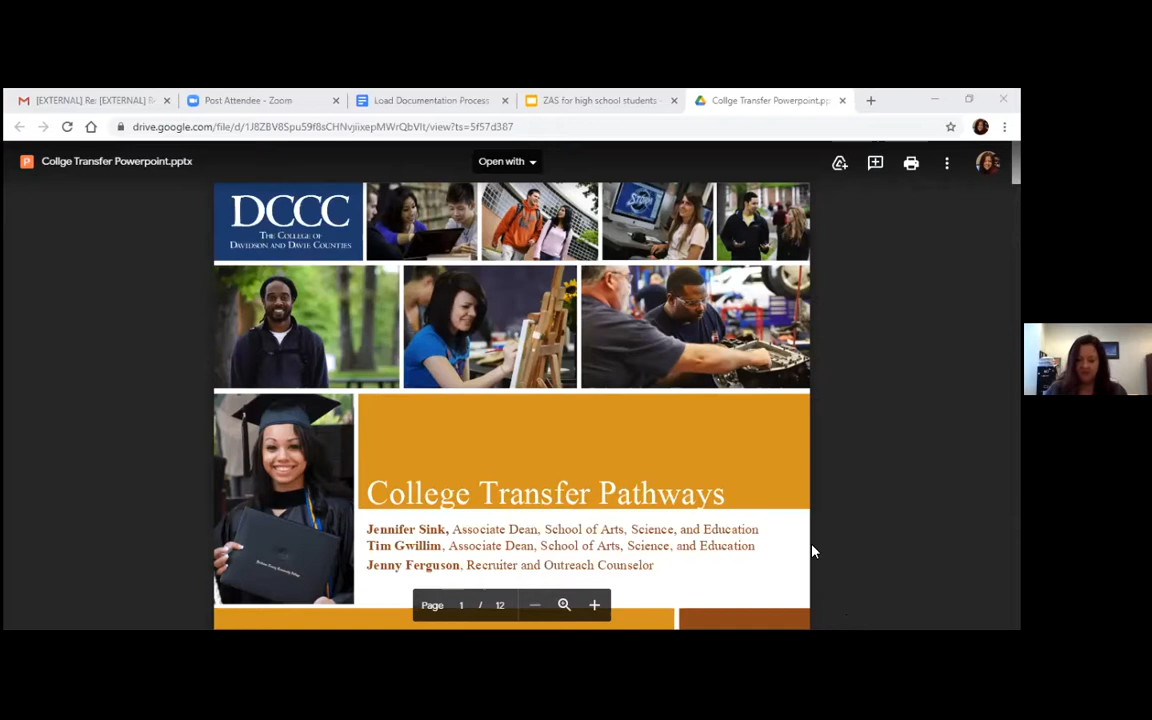 [EXTERNAL] Re: [EXTERNAL]
Post Attendee - Zoom
Load Documentation Process
ZAS for high school students -
Collge Transfer Powerpoint.pp
drive.google.com/file/d/1J8ZBV8Spu59f8sCHNvjiixepMWrQbVIt/view?ts=5f57d387
P
Collge Transfer Powerpoint.pptx
Open with
DCCC
THE COLLEGE OF
DAVIDSON AND DAVIE COUNTIES
STORM
College Transfer Pathways
Jennifer Sink, Associate Dean, School of Arts, Science, and Education
Tim Gwillim, Associate Dean, School of Arts, Science, and Education
Jenny Ferguson, Recruiter and Outreach Counselor
Page 1 / 12